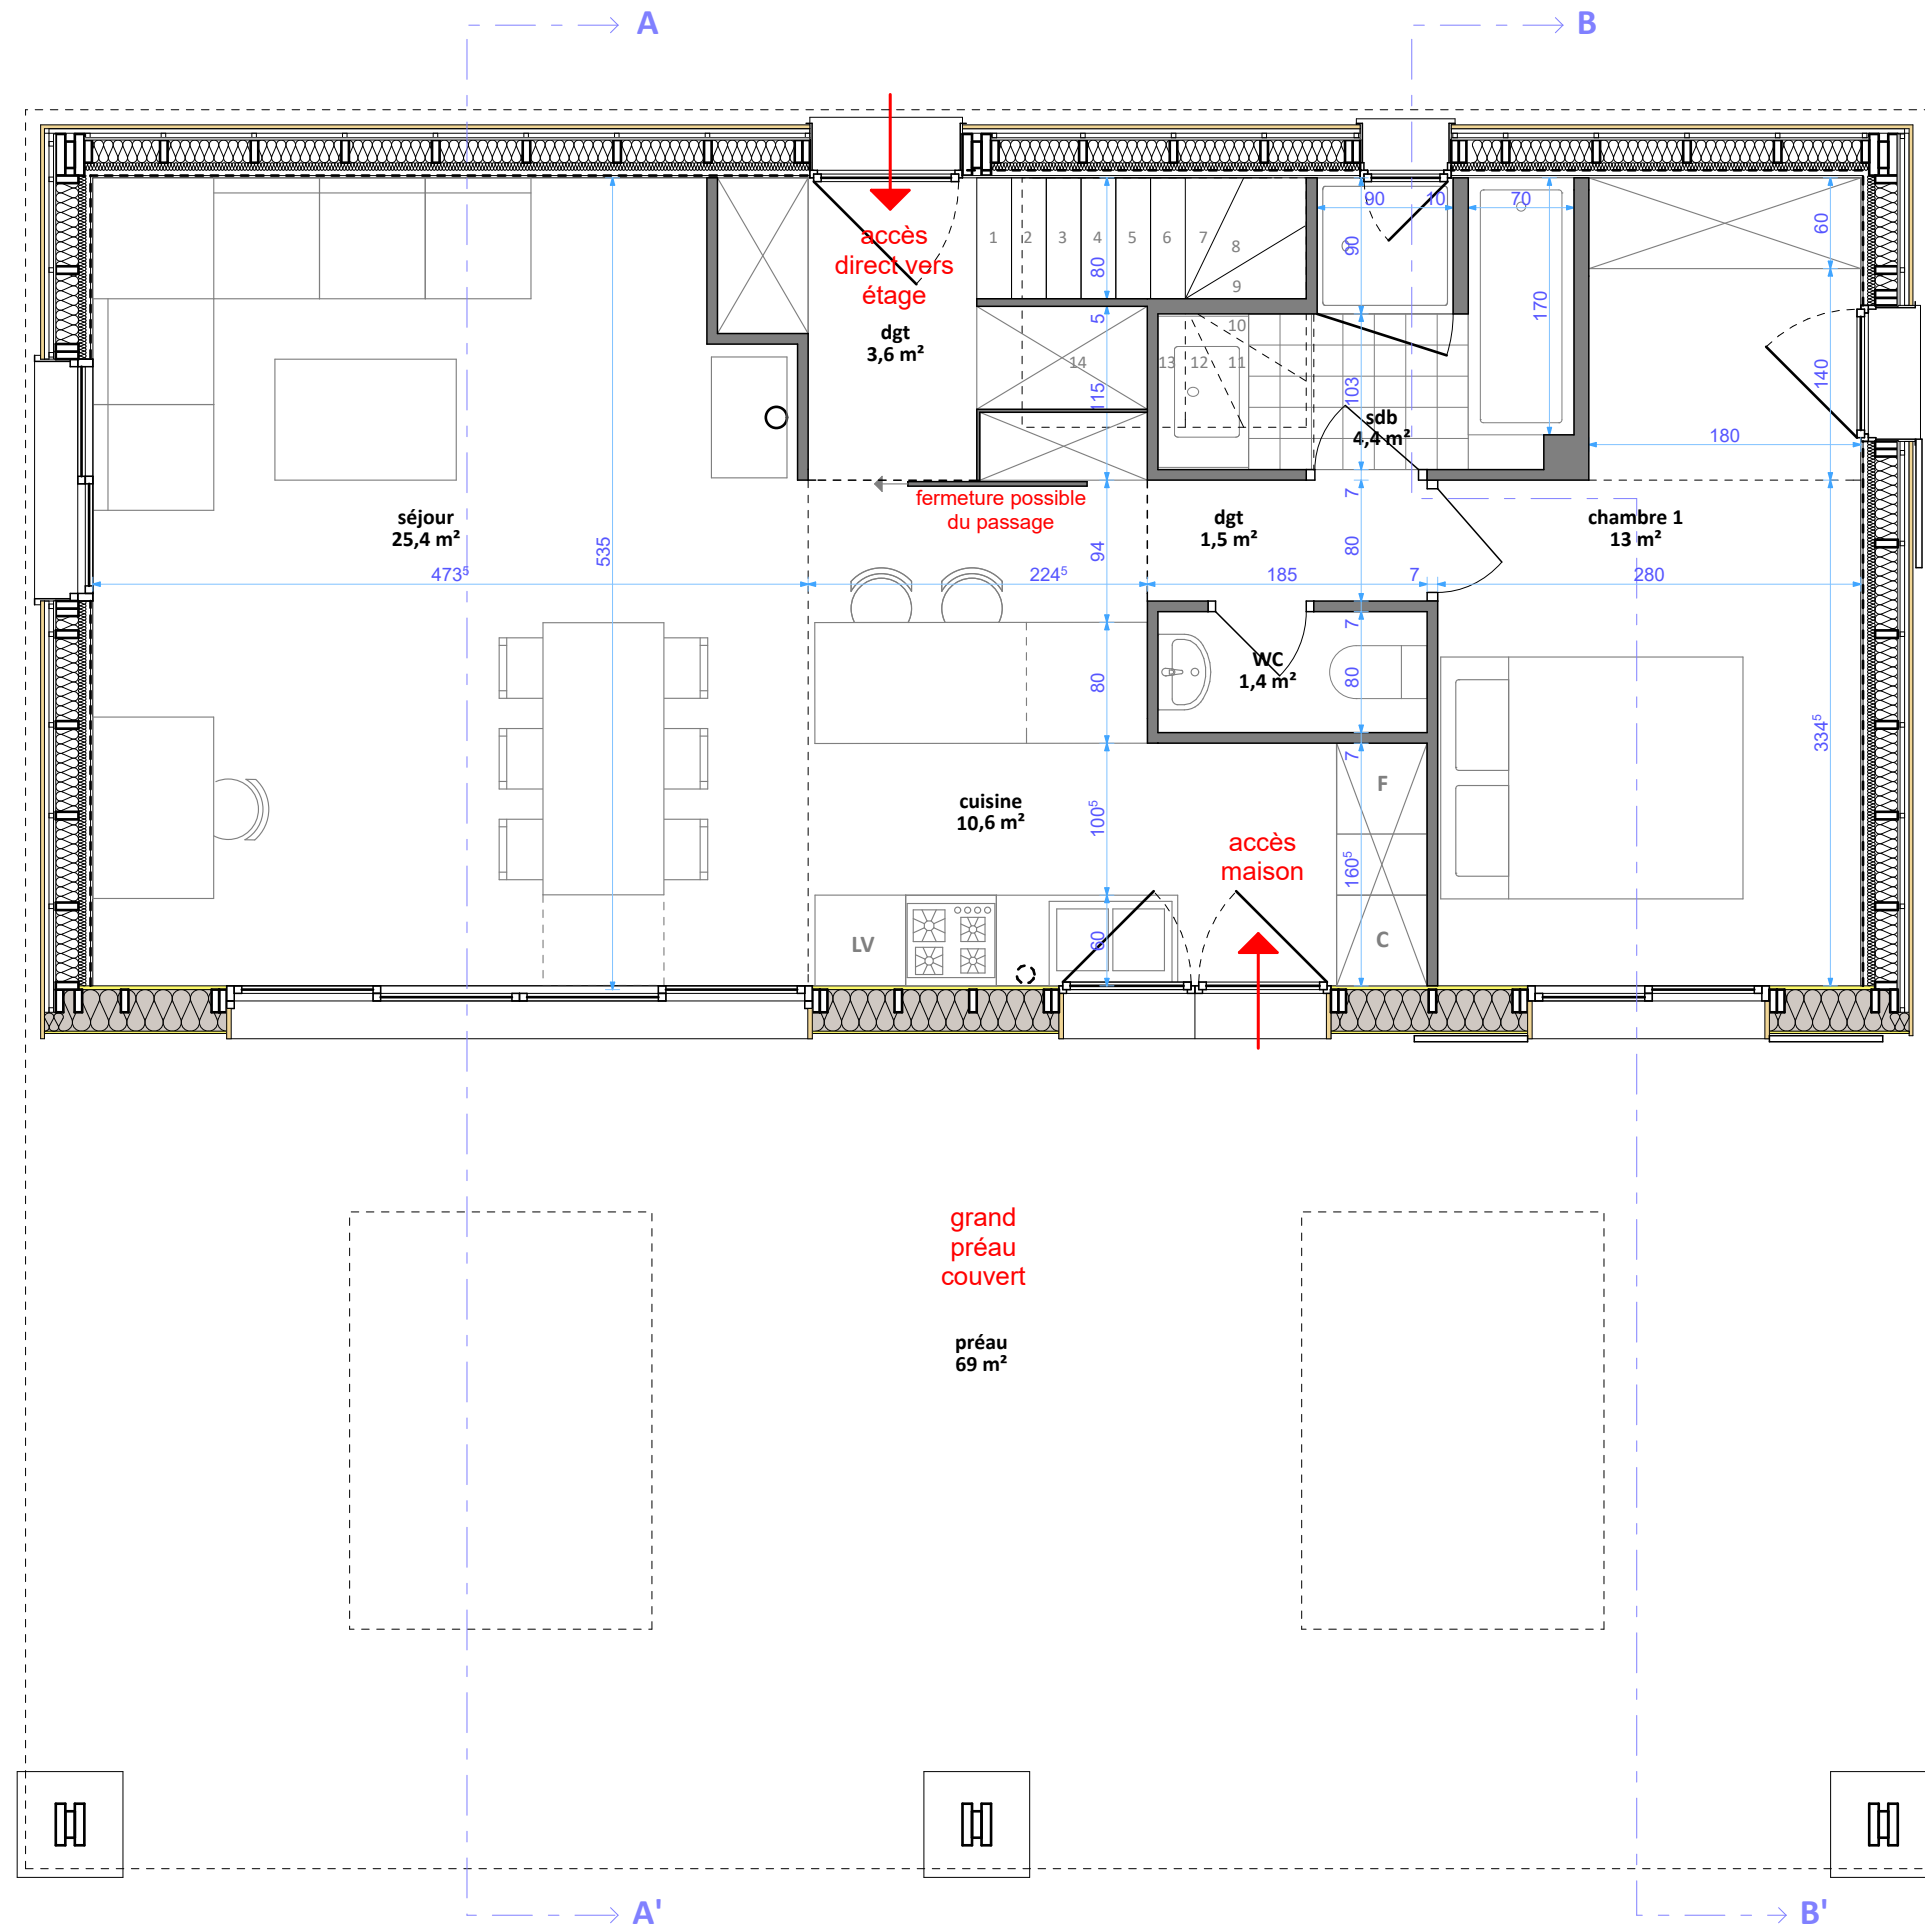 A
B
accès
direct vers
étage
dgt
3,6 m²
1
2
3
4
5
6
7
8
9
10
11
12
13
14
80
5
115
90
10
70
90
170
103
60
140
180
sdb
4,4 m²
fermeture possible
du passage
séjour
25,4 m²
dgt
1,5 m²
chambre 1
13 m²
535
473⁵
224⁵
185
7
280
94
7
80
7
80
7
80
334⁵
WC
1,4 m²
cuisine
10,6 m²
100⁵
F
160⁵
accès
maison
LV
60
C
grand
préau
couvert
préau
69 m²
A'
B'